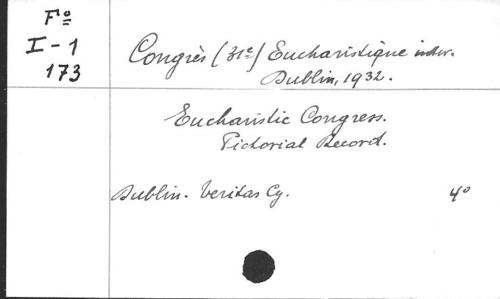 Fº
I-1
173
Congrès (31e) Eucharistique inter.
Dublin, 1932.
Eucharistic Congress.
Pictorial Record.
Dublin. Veritas Cy.
4º